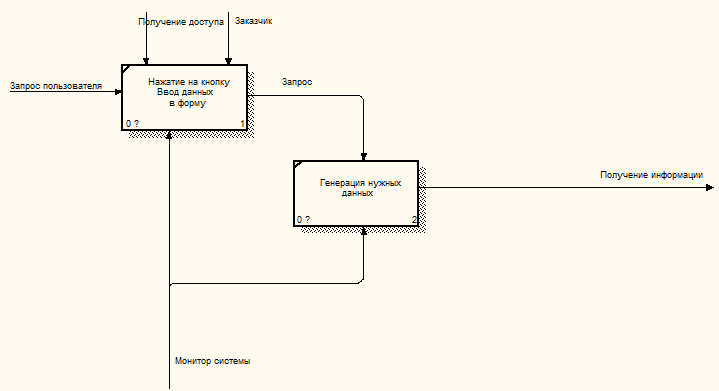 Получение доступа
Заказчик
Запрос пользователя
Нажатие на кнопку
Ввод данных
в форму
0 ?
1
Запрос
Генерация нужных
данных
0 ?
2
Получение информации
Монитор системы